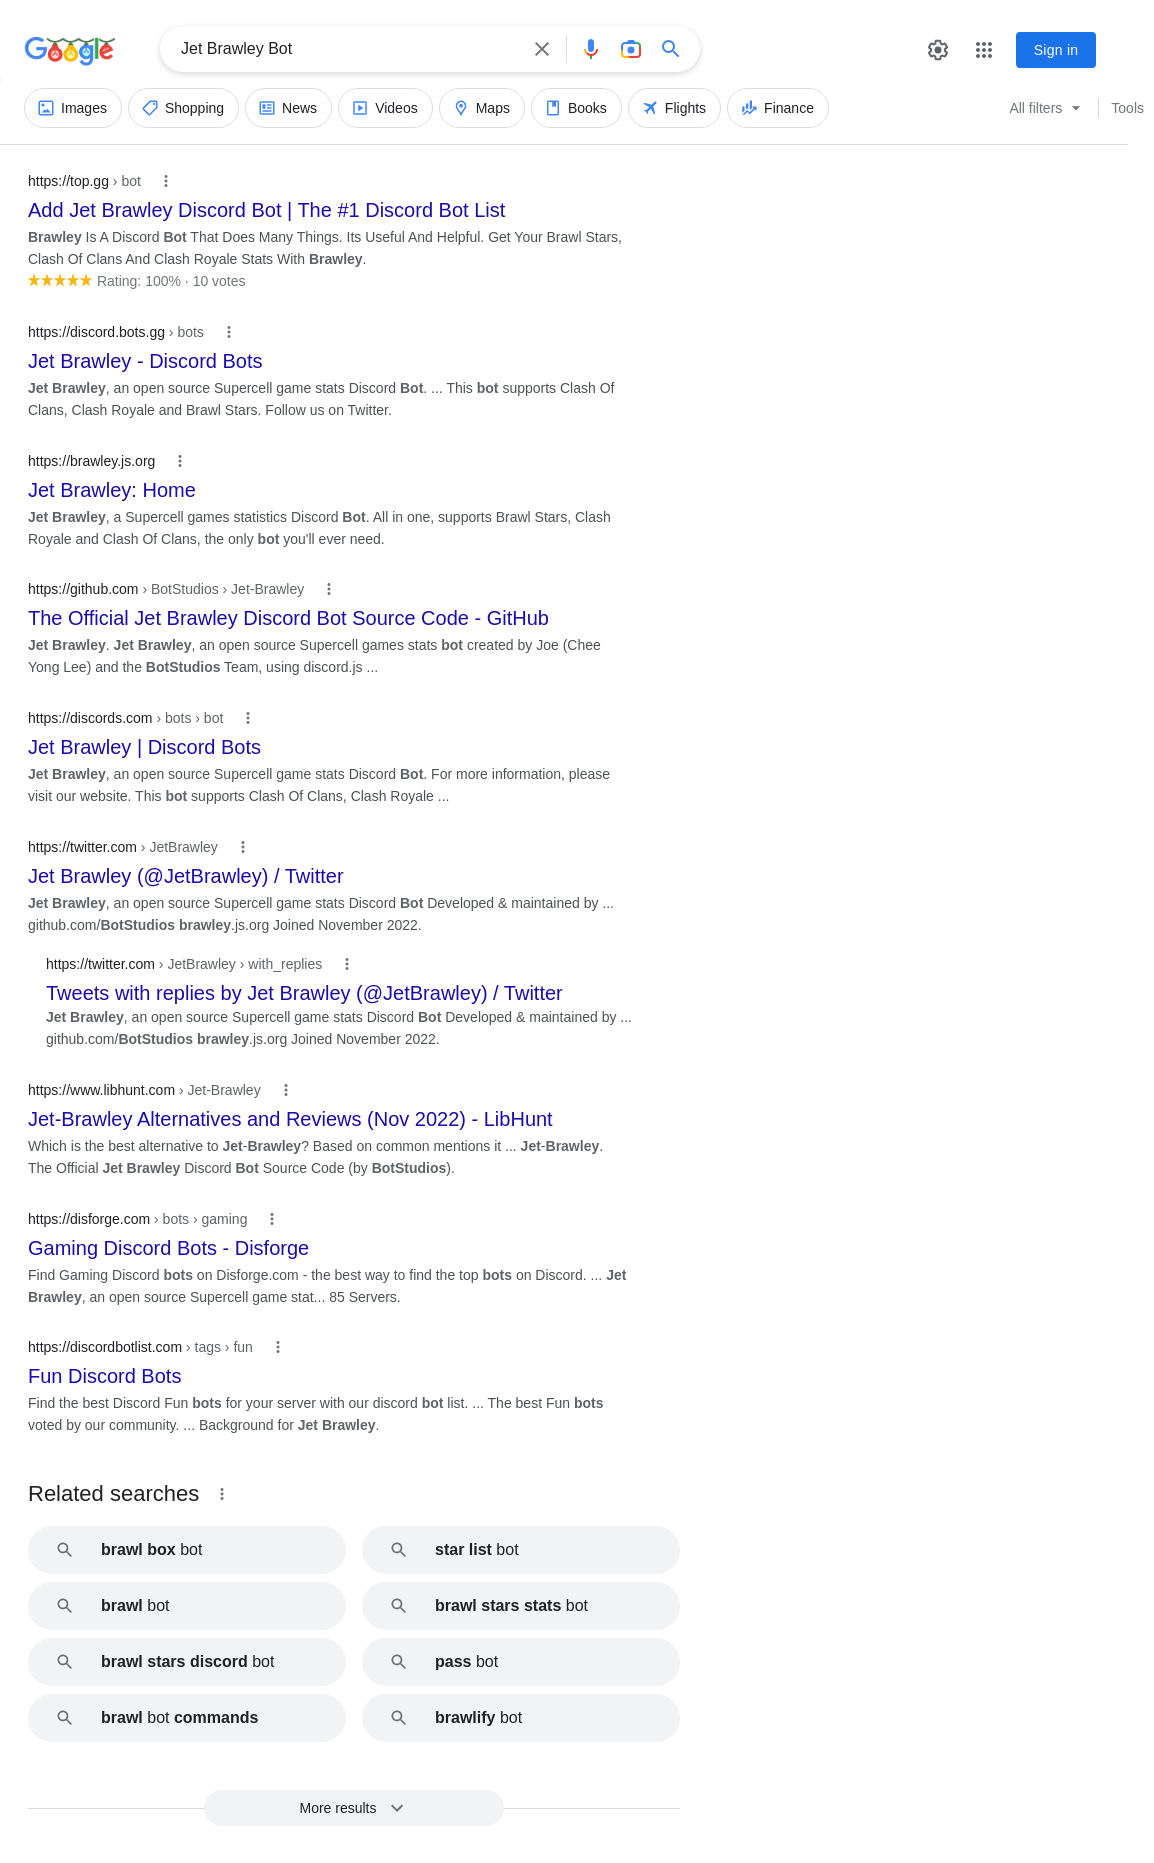 Google
Jet Brawley Bot
Sign in
Images Shopping News Videos Maps Books Flights Finance All filters Tools
https://top.gg › bot
Add Jet Brawley Discord Bot | The #1 Discord Bot List
Brawley Is A Discord Bot That Does Many Things. Its Useful And Helpful. Get Your Brawl Stars,
Clash Of Clans And Clash Royale Stats With Brawley.
Rating: 100% · 10 votes
https://discord.bots.gg › bots
Jet Brawley - Discord Bots
Jet Brawley, an open source Supercell game stats Discord Bot. ... This bot supports Clash Of
Clans, Clash Royale and Brawl Stars. Follow us on Twitter.
https://brawley.js.org
Jet Brawley: Home
Jet Brawley, a Supercell games statistics Discord Bot. All in one, supports Brawl Stars, Clash
Royale and Clash Of Clans, the only bot you'll ever need.
https://github.com › BotStudios › Jet-Brawley
The Official Jet Brawley Discord Bot Source Code - GitHub
Jet Brawley. Jet Brawley, an open source Supercell games stats bot created by Joe (Chee
Yong Lee) and the BotStudios Team, using discord.js ...
https://discords.com › bots › bot
Jet Brawley | Discord Bots
Jet Brawley, an open source Supercell game stats Discord Bot. For more information, please
visit our website. This bot supports Clash Of Clans, Clash Royale ...
https://twitter.com › JetBrawley
Jet Brawley (@JetBrawley) / Twitter
Jet Brawley, an open source Supercell game stats Discord Bot Developed & maintained by ...
github.com/BotStudios brawley.js.org Joined November 2022.
https://twitter.com › JetBrawley › with_replies
Tweets with replies by Jet Brawley (@JetBrawley) / Twitter
Jet Brawley, an open source Supercell game stats Discord Bot Developed & maintained by ...
github.com/BotStudios brawley.js.org Joined November 2022.
https://www.libhunt.com › Jet-Brawley
Jet-Brawley Alternatives and Reviews (Nov 2022) - LibHunt
Which is the best alternative to Jet-Brawley? Based on common mentions it ... Jet-Brawley.
The Official Jet Brawley Discord Bot Source Code (by BotStudios).
https://disforge.com › bots › gaming
Gaming Discord Bots - Disforge
Find Gaming Discord bots on Disforge.com - the best way to find the top bots on Discord. ... Jet
Brawley, an open source Supercell game stat... 85 Servers.
https://discordbotlist.com › tags › fun
Fun Discord Bots
Find the best Discord Fun bots for your server with our discord bot list. ... The best Fun bots
voted by our community. ... Background for Jet Brawley.
Related searches
brawl box bot
star list bot
brawl bot
brawl stars stats bot
brawl stars discord bot
pass bot
brawl bot commands
brawlify bot
More results